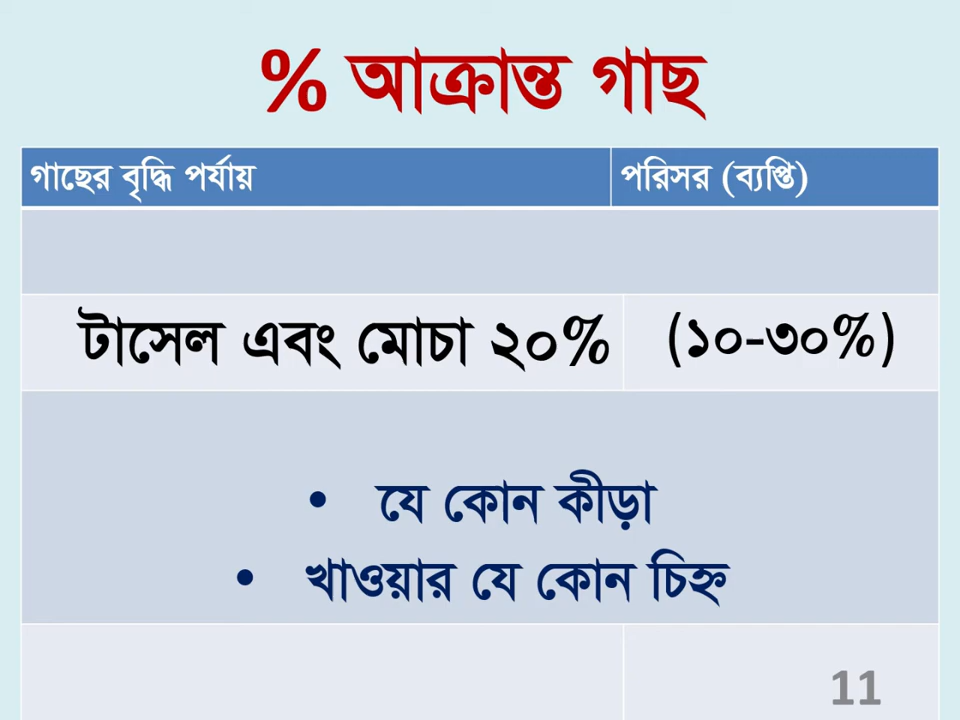 % আক্রান্ত গাছ
গাছের বৃদ্ধি পর্যায় পরিসর (ব্যপ্তি)
টাসেল এবং মোচা ২০% (১০-৩০%)
• যে কোন কীড়া
• খাওয়ার যে কোন চিহ্ন
11